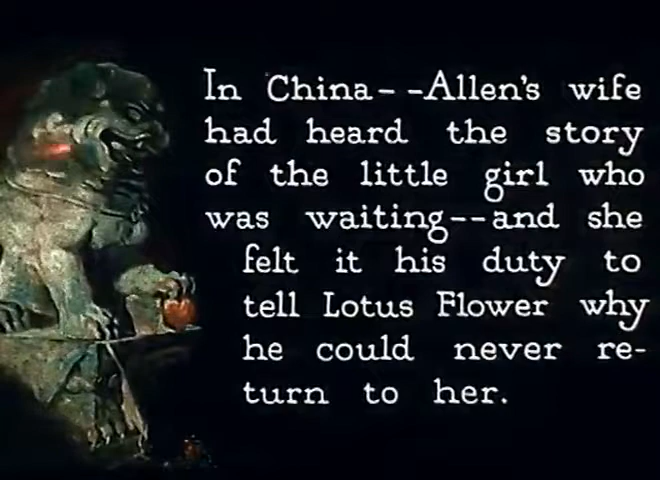 In China- -Allen's wife
had heard the story
of the little girl who
was waiting--and she
felt it his duty to
tell Lotus Flower why
he could never re-
turn to her.